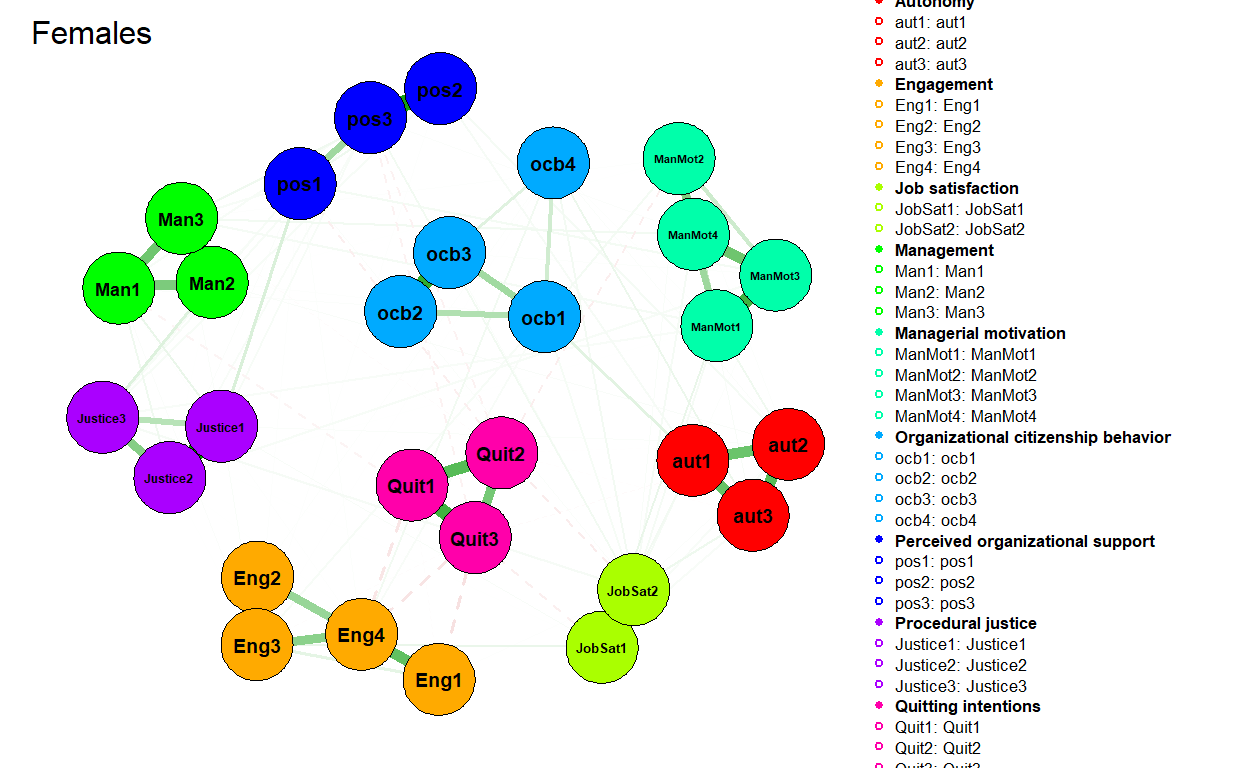 Females
pos2
pos3
pos1
ocb4
ManMot2
Man3
ManMot4
ocb3
ManMot3
Man2
Man1
ocb2
ocb1
ManMot1
Justice3
Justice1
aut2
Quit2
aut1
Justice2
Quit1
aut3
Quit3
Eng2
JobSat2
Eng4
Eng3
JobSat1
Eng1
Autonomy
aut1: aut1
aut2: aut2
aut3: aut3
Engagement
Eng1: Eng1
Eng2: Eng2
Eng3: Eng3
Eng4: Eng4
Job satisfaction
JobSat1: JobSat1
JobSat2: JobSat2
Management
Man1: Man1
Man2: Man2
Man3: Man3
Managerial motivation
ManMot1: ManMot1
ManMot2: ManMot2
ManMot3: ManMot3
ManMot4: ManMot4
Organizational citizenship behavior
ocb1: ocb1
ocb2: ocb2
ocb3: ocb3
ocb4: ocb4
Perceived organizational support
pos1: pos1
pos2: pos2
pos3: pos3
Procedural justice
Justice1: Justice1
Justice2: Justice2
Justice3: Justice3
Quitting intentions
Quit1: Quit1
Quit2: Quit2
Quit3: Quit3